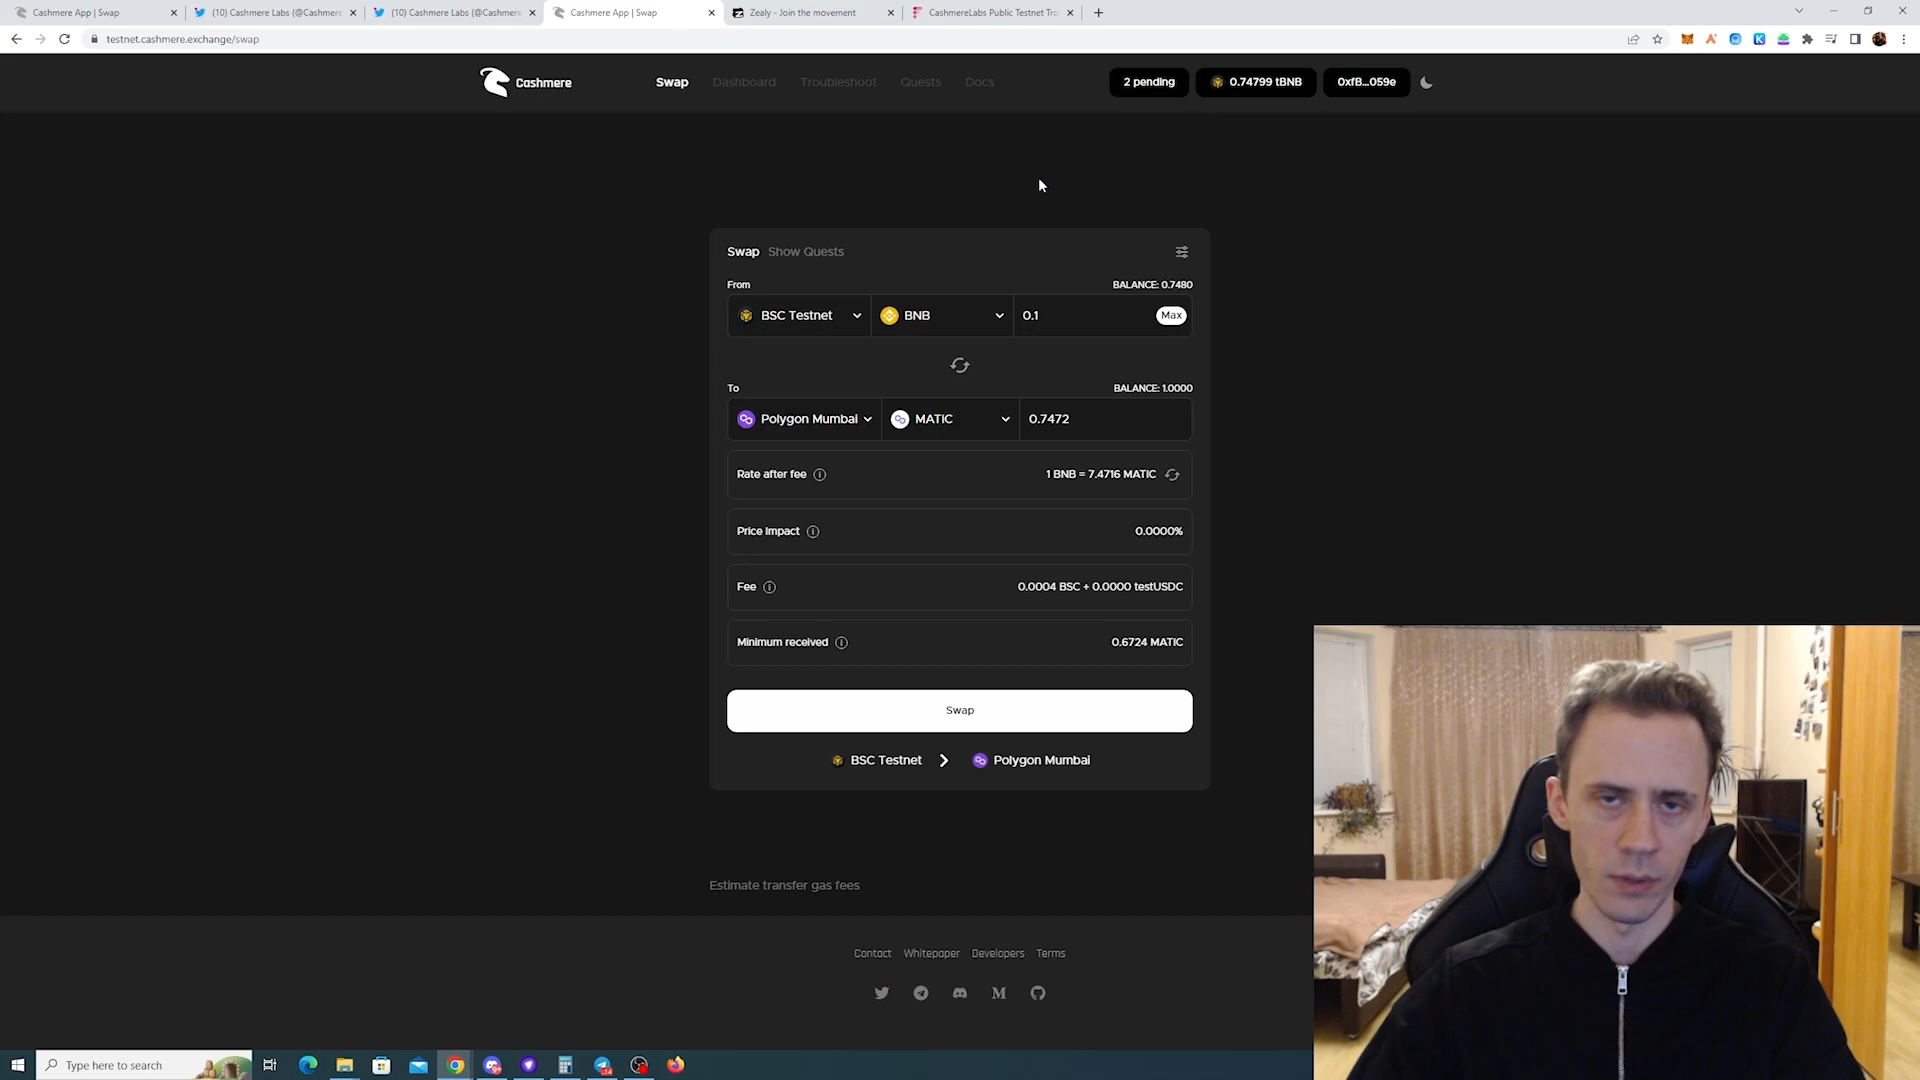 Cashmere App | Swap
(10) Cashmere Labs (@Cashmere
(10) Cashmere Labs (@Cashmere
Cashmere App | Swap
Zealy - Join the movement
CashmereLabs Public Testnet Tro
testnet.cashmere.exchange/swap
Cashmere
Swap
Dashboard
Troubleshoot
Quests
Docs
2 pending
0.74799 tBNB
0xfB...059e
Swap Show Quests
From
BALANCE: 0.7480
BSC Testnet
BNB
0.1
Max
To
BALANCE: 1.0000
Polygon Mumbai
MATIC
0.7472
Rate after fee
1 BNB = 7.4716 MATIC
Price Impact
0.0000%
Fee
0.0004 BSC + 0.0000 testUSDC
Minimum received
0.6724 MATIC
Swap
BSC Testnet
Polygon Mumbai
Estimate transfer gas fees
Contact Whitepaper Developers Terms
Type here to search